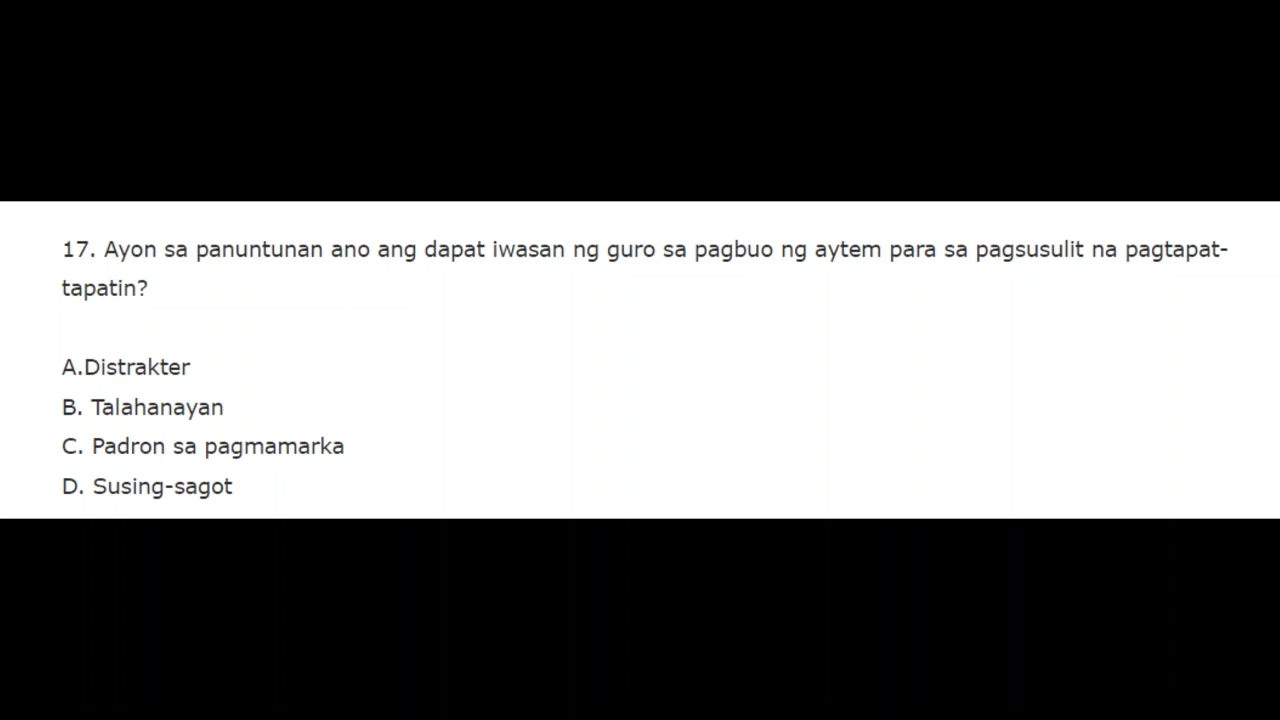 17. Ayon sa panuntunan ano ang dapat iwasan ng guro sa pagbuo ng aytem para sa pagsusulit na pagtapat-
tapatin?
A.Distrakter
B. Talahanayan
C. Padron sa pagmamarka
D. Susing-sagot